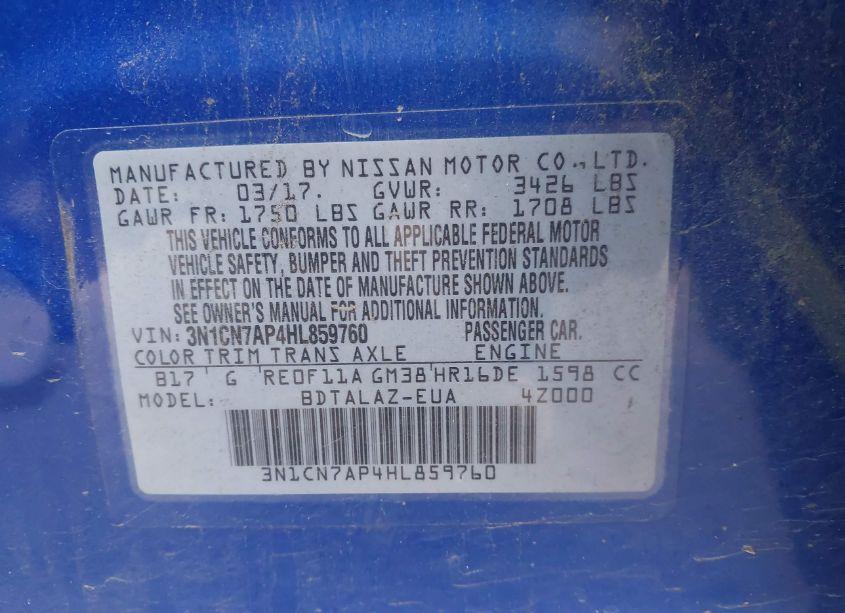 MANUFACTURED BY NISSAN MOTOR CO., LTD.
DATE: 03/17. GVWR: 3426 LBS
GAWR FR: 1750 LBS GAWR RR: 1708 LBS
THIS VEHICLE CONFORMS TO ALL APPLICABLE FEDERAL MOTOR
VEHICLE SAFETY, BUMPER AND THEFT PREVENTION STANDARDS
IN EFFECT ON THE DATE OF MANUFACTURE SHOWN ABOVE.
SEE OWNER'S MANUAL FOR ADDITIONAL INFORMATION.
VIN: 3N1CN7AP4HL859760 PASSENGER CAR.
COLOR TRIM TRANS AXLE ENGINE
B17 G RE0F11A GM38 HR16DE 1598 CC
MODEL: BDTALAZ-EUA 4Z000
3N1CN7AP4HL859760